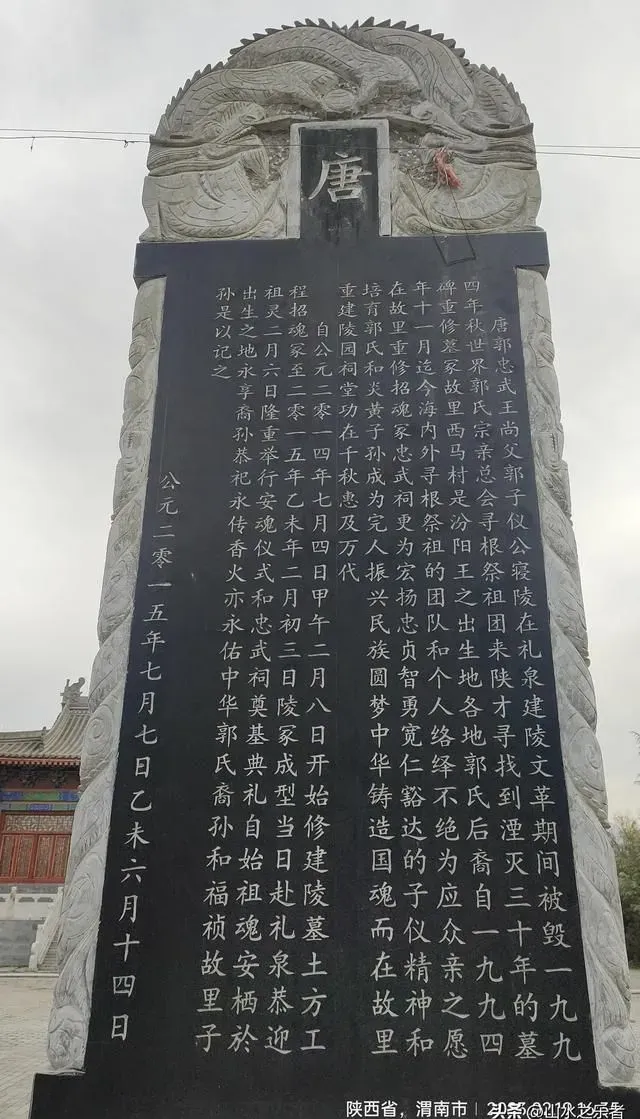 唐
唐郭忠武王尚父郭子仪公寝陵在礼泉建陵文革期间被毁一九九
四年秋世界郭氏宗亲总会寻根祭祖团来陕才寻找到湮灭三十年的墓
碑重修墓冢故里西马村是汾阳王之出生地各地郭氏后裔自一九九四
年十一月迄今海内外寻根祭祖的团队和个人络绎不绝为应众亲之愿
在故里重修招魂冢忠武祠更为宏扬忠贞智勇宽仁豁达的子仪精神和
培育郭氏和炎黄子孙成为完人振兴民族圆梦中华铸造国魂而在故里
重建陵园祠堂功在千秋惠及万代
自公元二零一四年七月四日甲午二月八日开始修建陵墓土方工
程招魂冢至二零一五年乙未年二月初三日陵冢成型当日赴礼泉恭迎
祖灵二月六日隆重举行安魂仪式和忠武祠奠基典礼自始祖魂安栖於
出生之地永享裔孙恭祀永传香火亦永佑中华郭氏裔孙和福祯故里子
孙是以记之
公元二零一五年七月七日乙未六月十四日
陕西省，渭南市
头条@山水之乐者